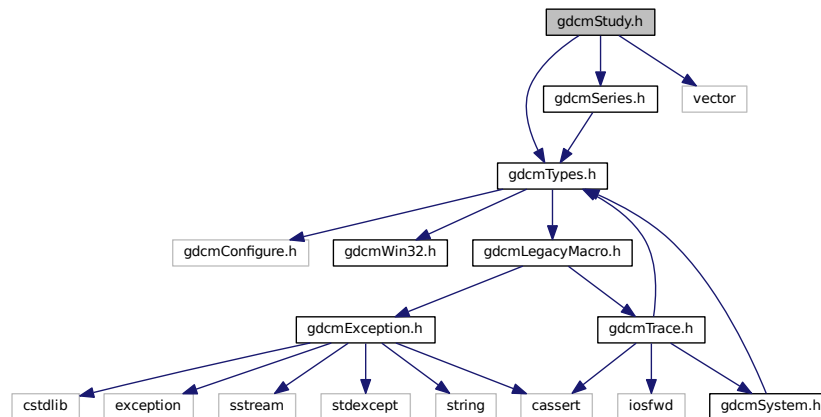 gdcmStudy.h
gdcmSeries.h
vector
gdcmTypes.h
gdcmConfigure.h
gdcmWin32.h
gdcmLegacyMacro.h
gdcmException.h
gdcmTrace.h
cstdlib
exception
sstream
stdexcept
string
cassert
iosfwd
gdcmSystem.h